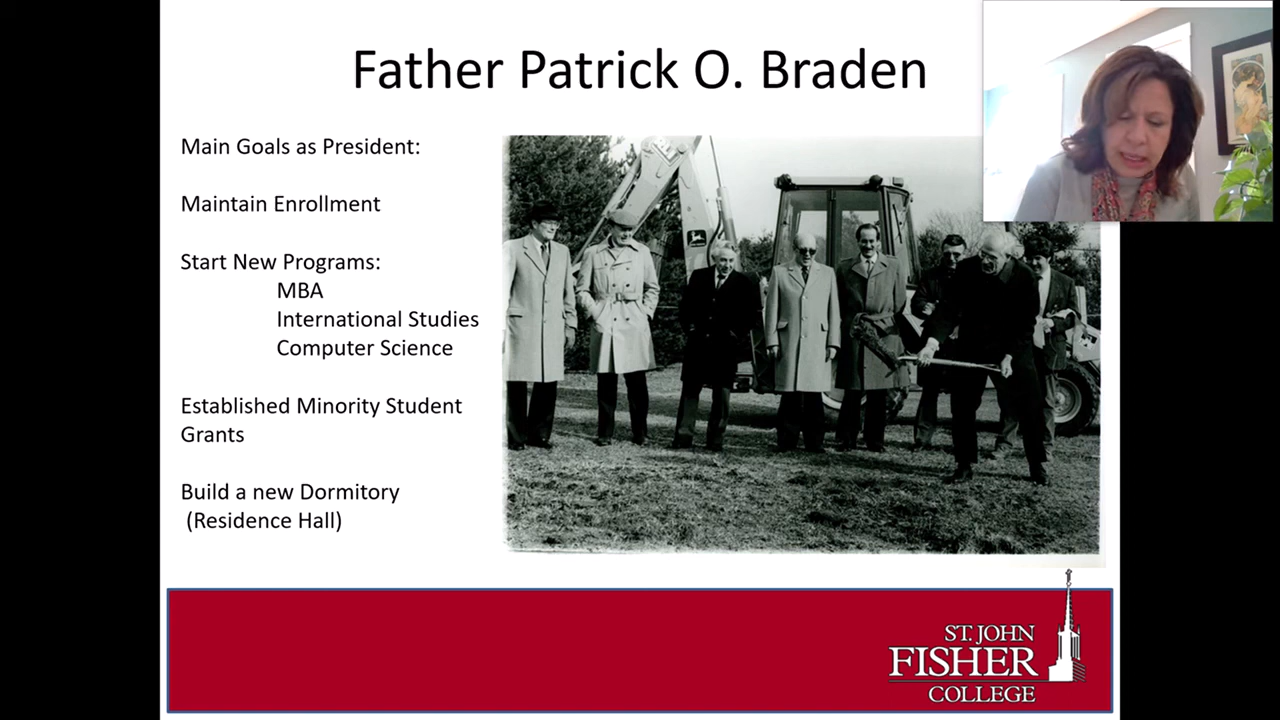 Father Patrick O. Braden
Main Goals as President:
Maintain Enrollment
Start New Programs:
MBA
International Studies
Computer Science
Established Minority Student
Grants
Build a new Dormitory
(Residence Hall)
ST. JOHN
FISHER
COLLEGE